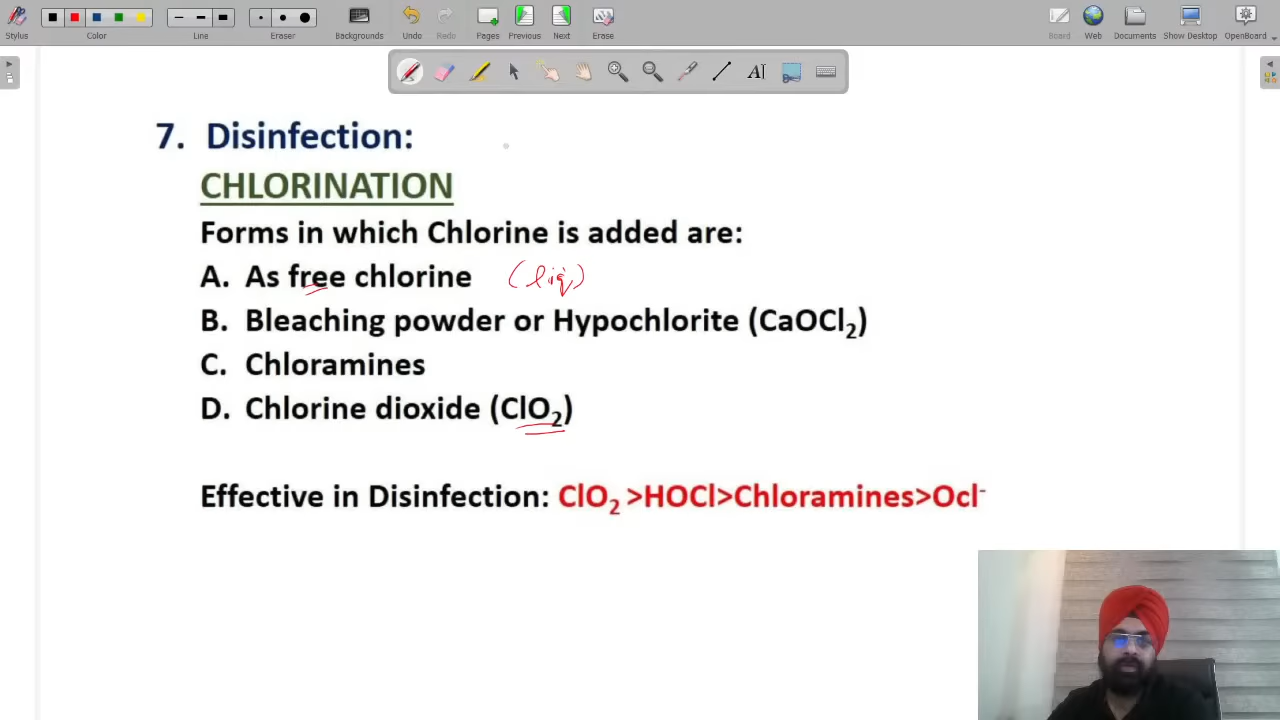 Stylus Color Line Eraser Backgrounds Undo Redo Pages Previous Next Erase Board Web Documents Show Desktop OpenBoard
7. Disinfection:
CHLORINATION
Forms in which Chlorine is added are:
A. As free chlorine (liq)
B. Bleaching powder or Hypochlorite (CaOCl₂)
C. Chloramines
D. Chlorine dioxide (ClO₂)
Effective in Disinfection: ClO₂ >HOCl>Chloramines>Ocl⁻